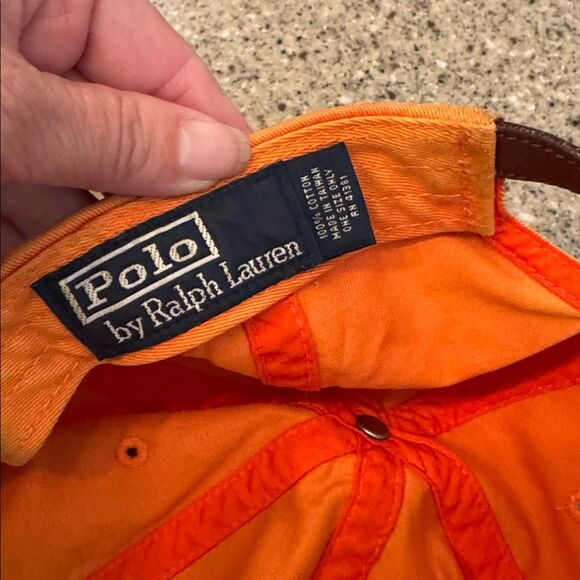 Polo
by Ralph Lauren
100% COTTON
MADE IN TAIWAN
ONE SIZE ONLY
RN 41381